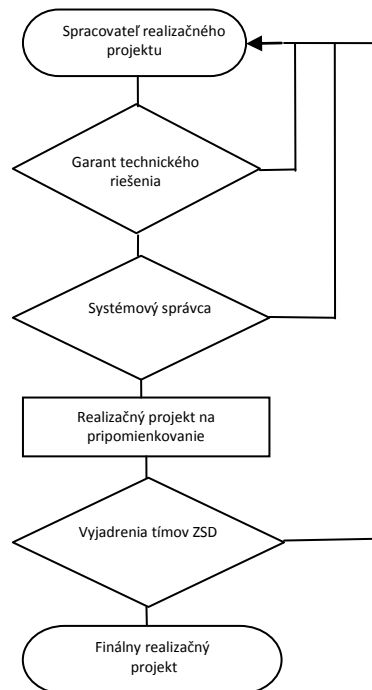 Spracovateľ realizačného
projektu
Garant technického
riešenia
Systémový správca
Realizačný projekt na
pripomienkovanie
Vyjadrenia tímov ZSD
Finálny realizačný
projekt